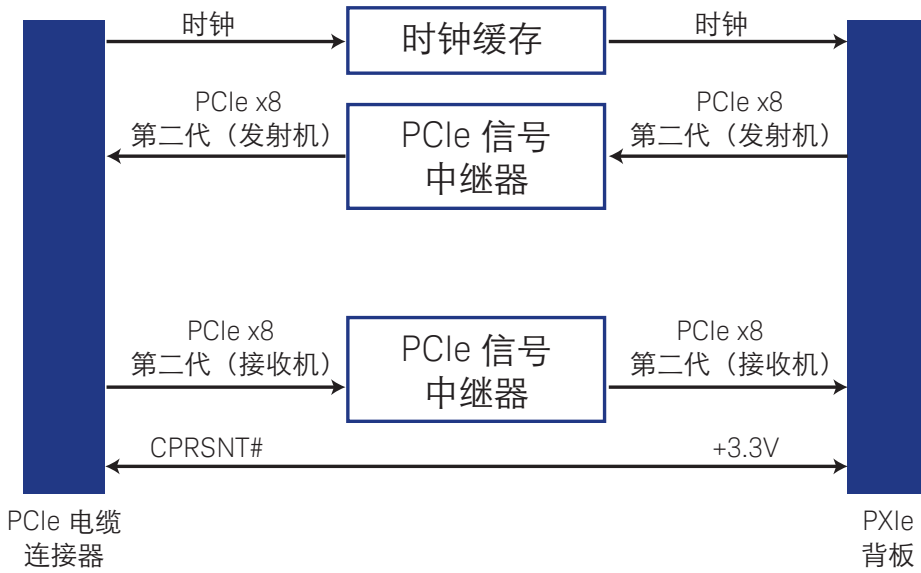 时钟
时钟缓存
时钟
PCIe x8
第二代（发射机）
PCIe 信号
中继器
PCIe x8
第二代（发射机）
PCIe x8
第二代（接收机）
PCIe 信号
中继器
PCIe x8
第二代（接收机）
CPRSNT#
+3.3V
PCIe 电缆
连接器
PXIe
背板